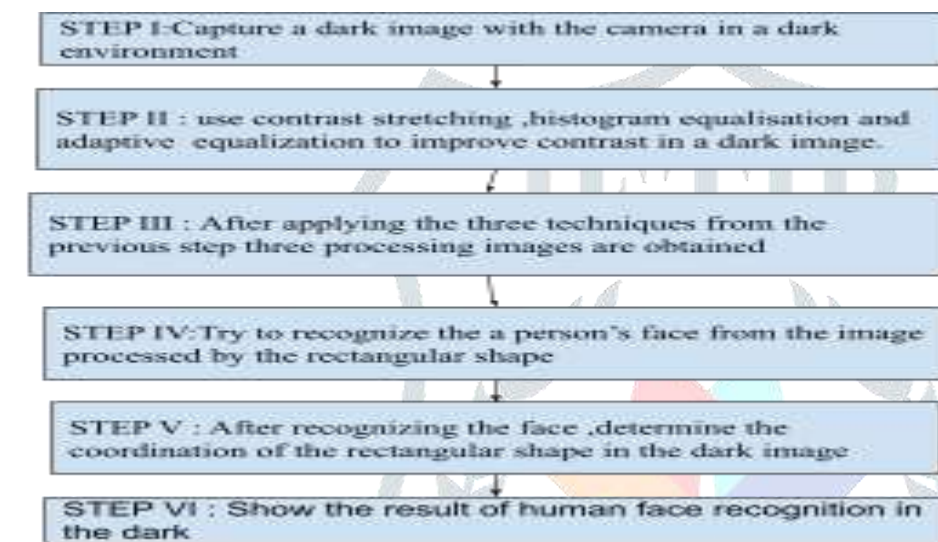 STEP I:Capture a dark image with the camera in a dark
environment
STEP II : use contrast stretching ,histogram equalisation and
adaptive equalization to improve contrast in a dark image.
STEP III : After applying the three techniques from the
previous step three processing images are obtained
STEP IV:Try to recognize the a person's face from the image
processed by the rectangular shape
STEP V : After recognizing the face ,determine the
coordination of the rectangular shape in the dark image
STEP VI : Show the result of human face recognition in
the dark